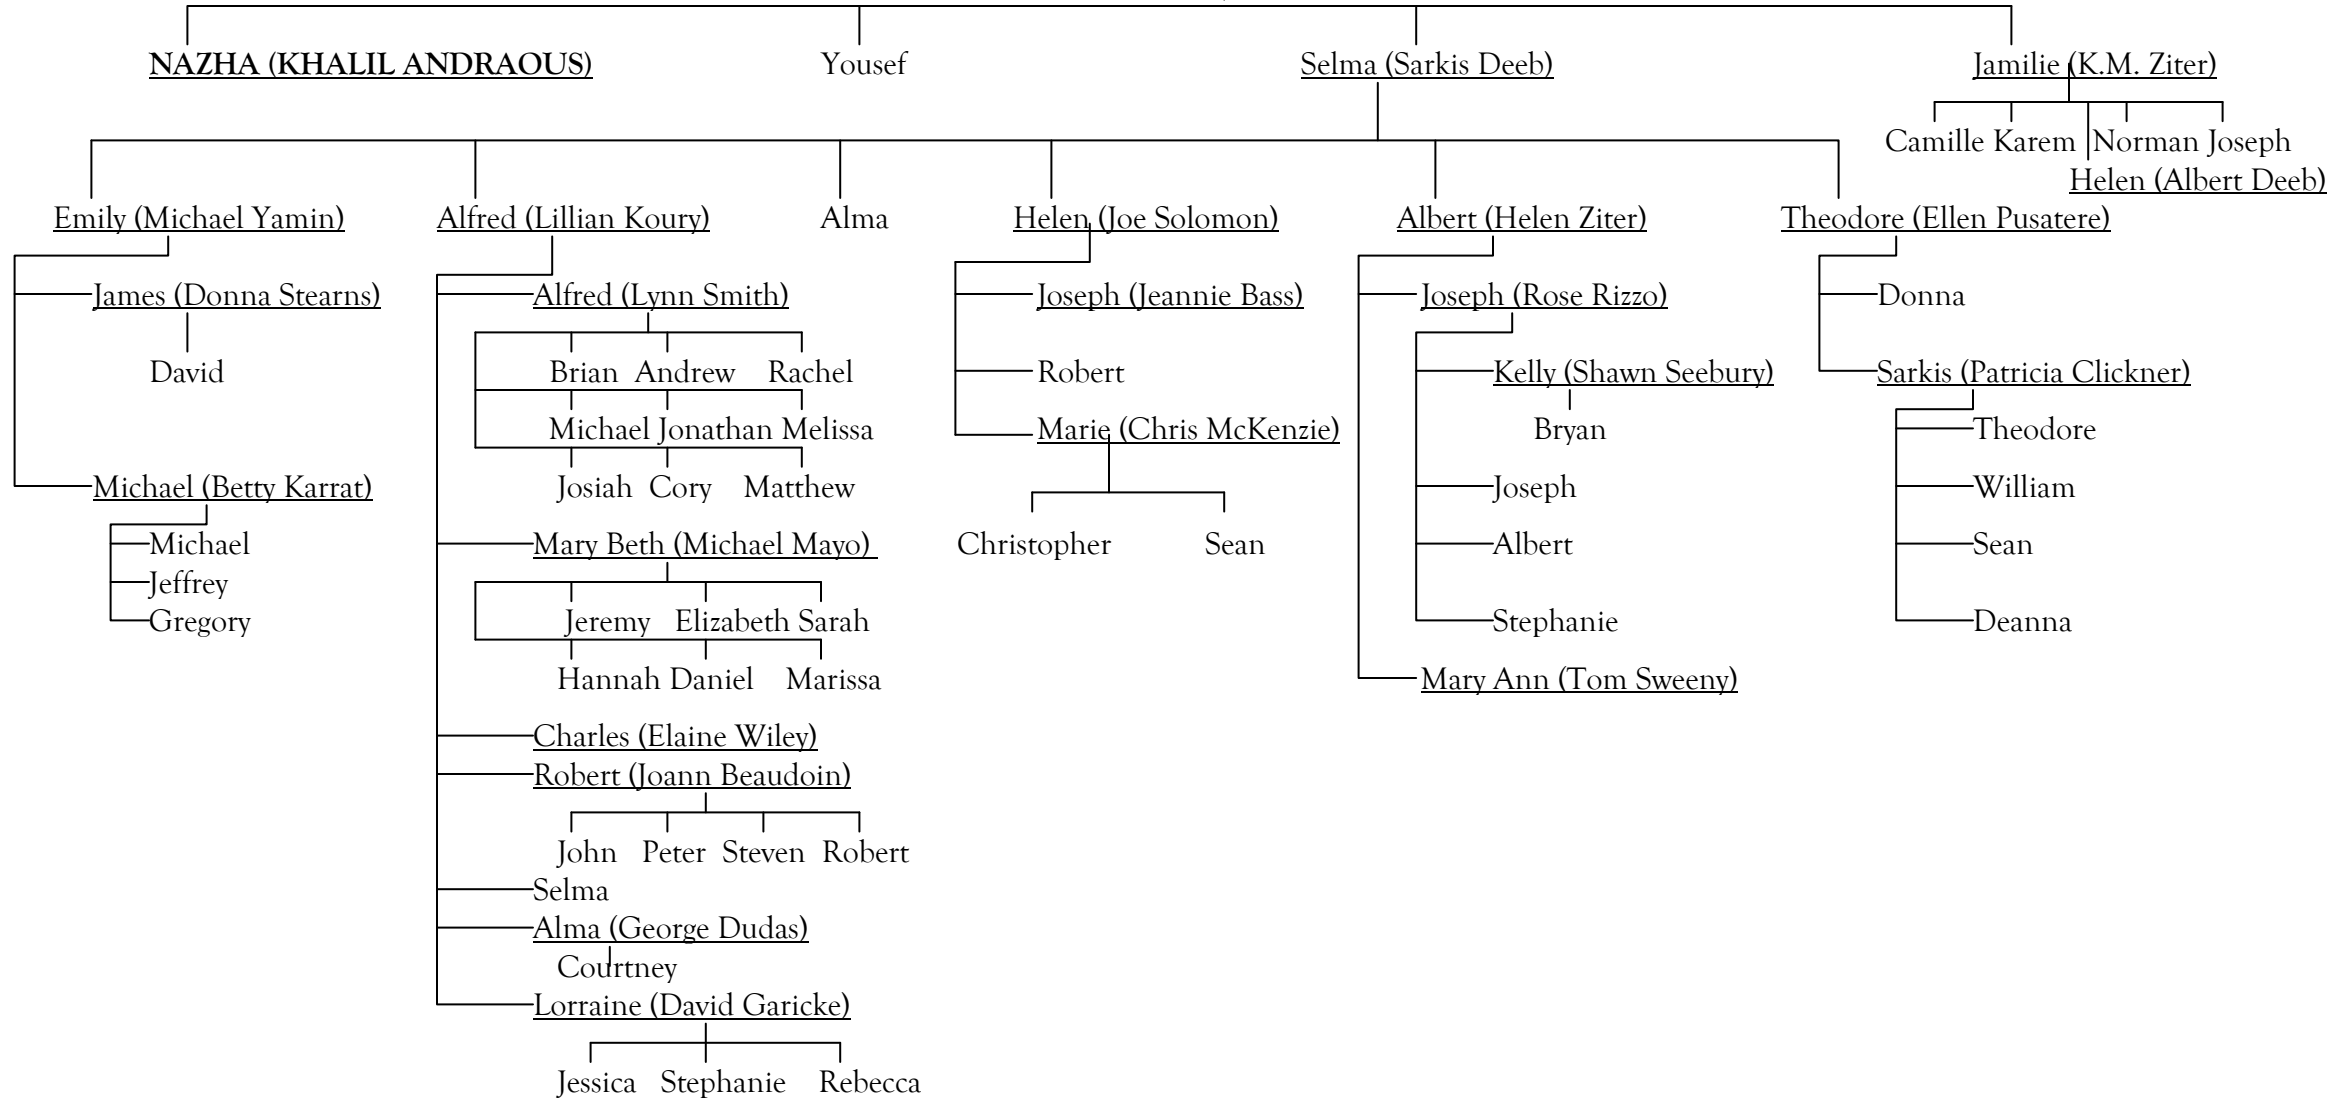 NAZHA (KHALIL ANDRAOUS) Yousef Selma (Sarkis Deeb) Jamilie (K.M. Ziter)
Camille Karem Norman Joseph
Helen (Albert Deeb)
Emily (Michael Yamin) Alfred (Lillian Koury) Alma Helen (Joe Solomon) Albert (Helen Ziter) Theodore (Ellen Pusatere)
James (Donna Stearns) Alfred (Lynn Smith) Joseph (Jeannie Bass) Joseph (Rose Rizzo) Donna
David Brian Andrew Rachel Robert Kelly (Shawn Seebury) Sarkis (Patricia Clickner)
Michael Jonathan Melissa Marie (Chris McKenzie) Bryan Theodore
Michael (Betty Karrat) Josiah Cory Matthew Joseph William
Michael Mary Beth (Michael Mayo) Christopher Sean Albert Sean
Jeffrey
Gregory Jeremy Elizabeth Sarah Stephanie Deanna
Hannah Daniel Marissa Mary Ann (Tom Sweeny)
Charles (Elaine Wiley)
Robert (Joann Beaudoin)
John Peter Steven Robert
Selma
Alma (George Dudas)
Courtney
Lorraine (David Garicke)
Jessica Stephanie Rebecca